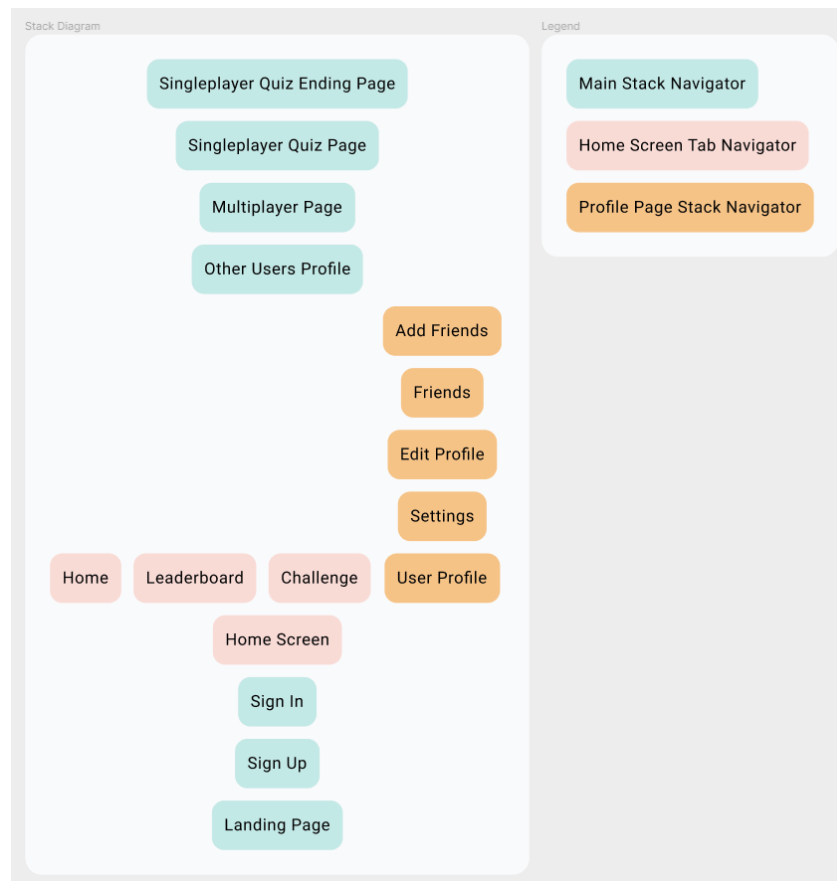 Stack Diagram
Singleplayer Quiz Ending Page
Singleplayer Quiz Page
Multiplayer Page
Other Users Profile
Add Friends
Friends
Edit Profile
Settings
Home
Leaderboard
Challenge
User Profile
Home Screen
Sign In
Sign Up
Landing Page
Legend
Main Stack Navigator
Home Screen Tab Navigator
Profile Page Stack Navigator